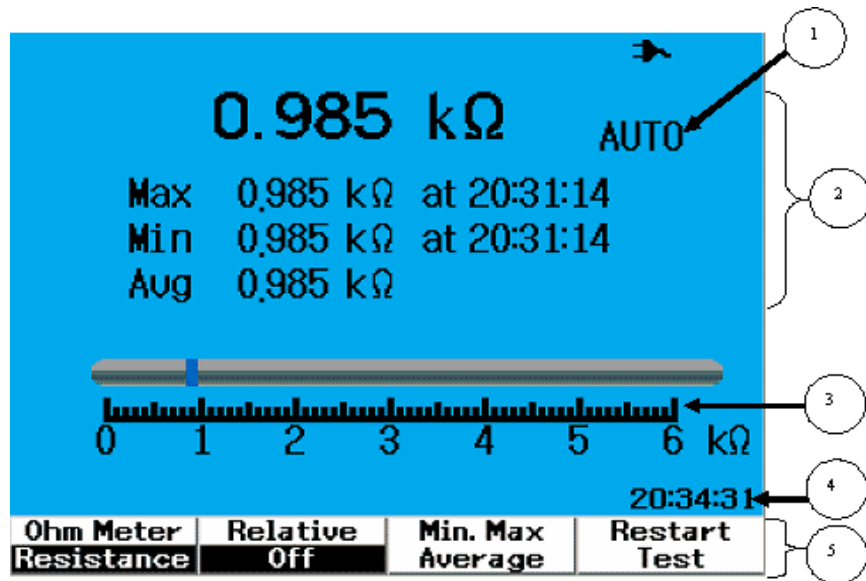 1
0.985 kΩ
AUTO
2
Max 0.985 kΩ at 20:31:14
Min 0.985 kΩ at 20:31:14
Avg 0.985 kΩ
3
0 1 2 3 4 5 6 kΩ
4
20:34:31
Ohm Meter Relative Min. Max Restart
Resistance Off Average Test
5